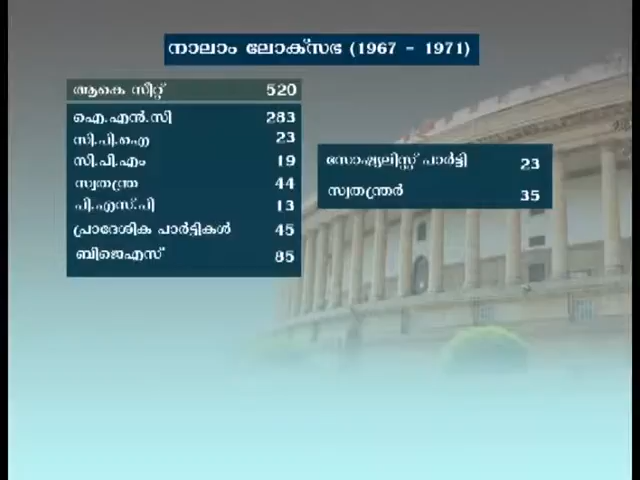 നാലാം ലോക്സഭ (1967 - 1971)
ആകെ സീറ്റ് 520
ഐ.എൻ.സി 283
സി.പി.ഐ 23
സി.പി.എം 19
സ്വതന്ത്ര 44
പി.എസ്.പി 13
പ്രാദേശിക പാർട്ടികൾ 45
ബിജെഎസ് 85
സോഷ്യലിസ്റ്റ് പാർട്ടി 23
സ്വതന്ത്രർ 35